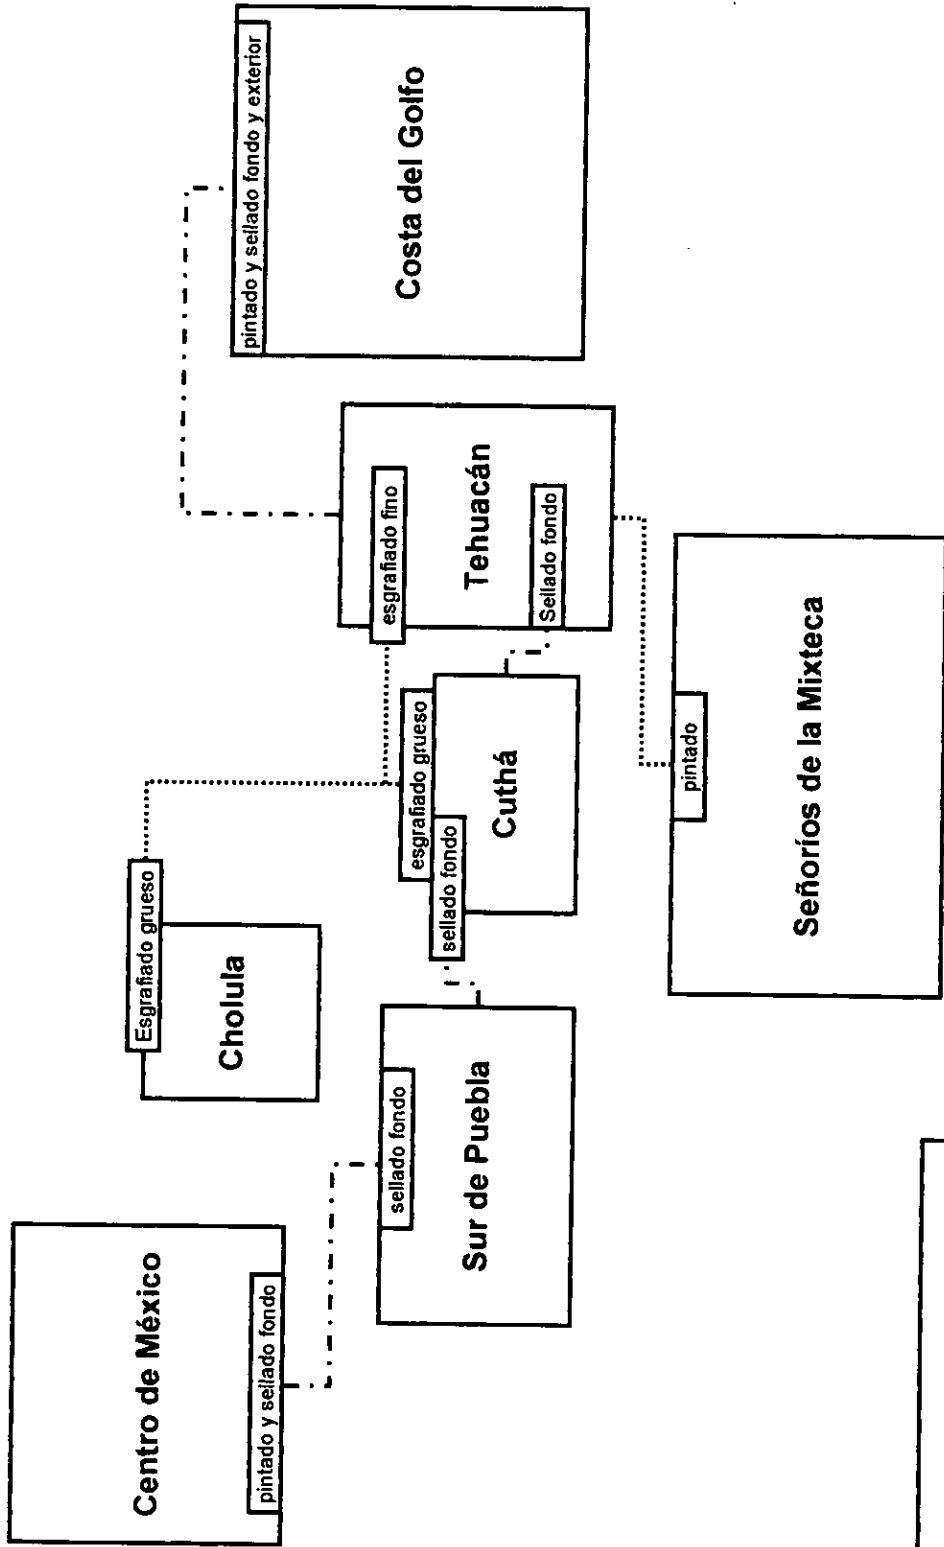 Centro de México
pintado y sellado fondo
Esgrafiado grueso
Cholula
sellado fondo
Sur de Puebla
esgrafiado grueso
sellado fondo
Cuthá
esgrafiado fino
Tehuacán
Sellado fondo
pintado y sellado fondo y exterior
Costa del Golfo
pintado
Señoríos de la Mixteca